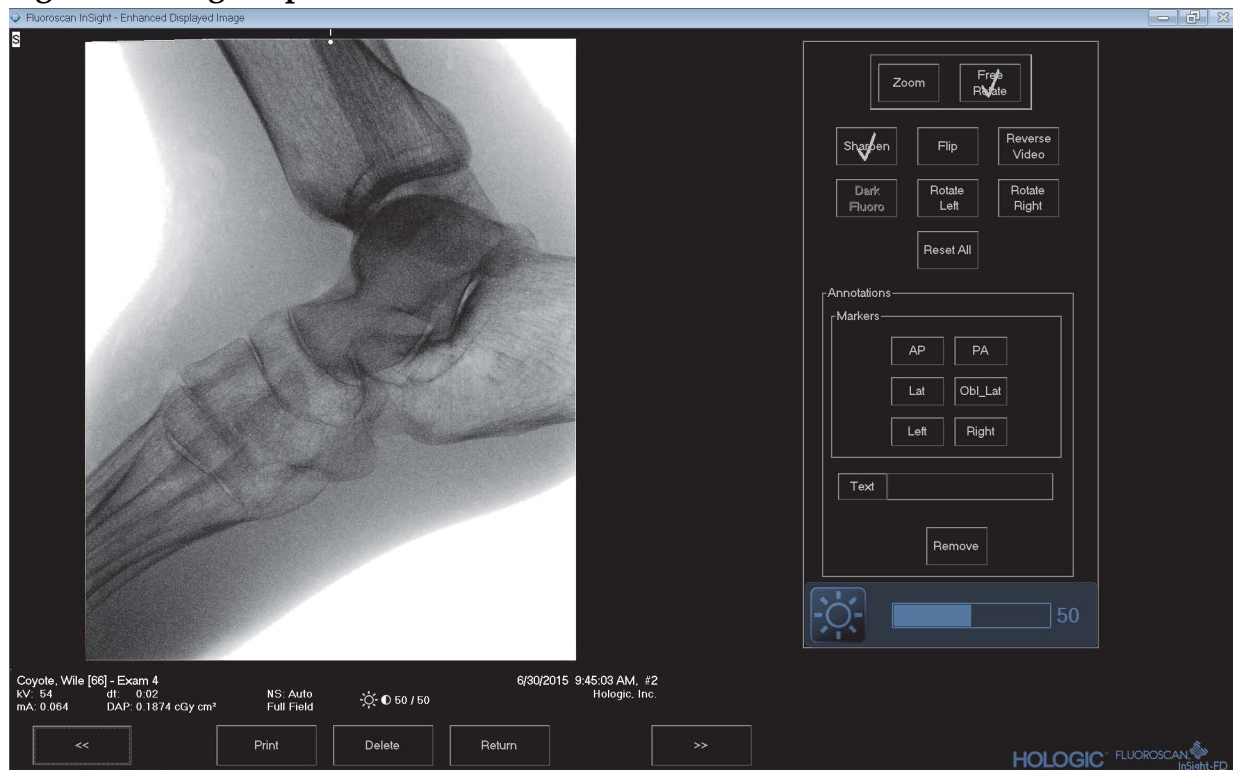 Fluoroscan InSight - Enhanced Displayed Image
S
Zoom
Free
Rotate
Sharpen
Flip
Reverse
Video
Dark
Fluoro
Rotate
Left
Rotate
Right
Reset All
Annotations
Markers
AP
PA
Lat
Obl_Lat
Left
Right
Text
Remove
50
Coyote, Wile [66] - Exam 4
6/30/2015 9:45:03 AM, #2
kV: 54 dt: 0:02 NS: Auto
Hologic, Inc.
mA: 0.064 DAP: 0.1874 cGy cm² Full Field
50 / 50
<<
Print
Delete
Return
>>
HOLOGIC™ FLUOROSCAN
InSight-FD